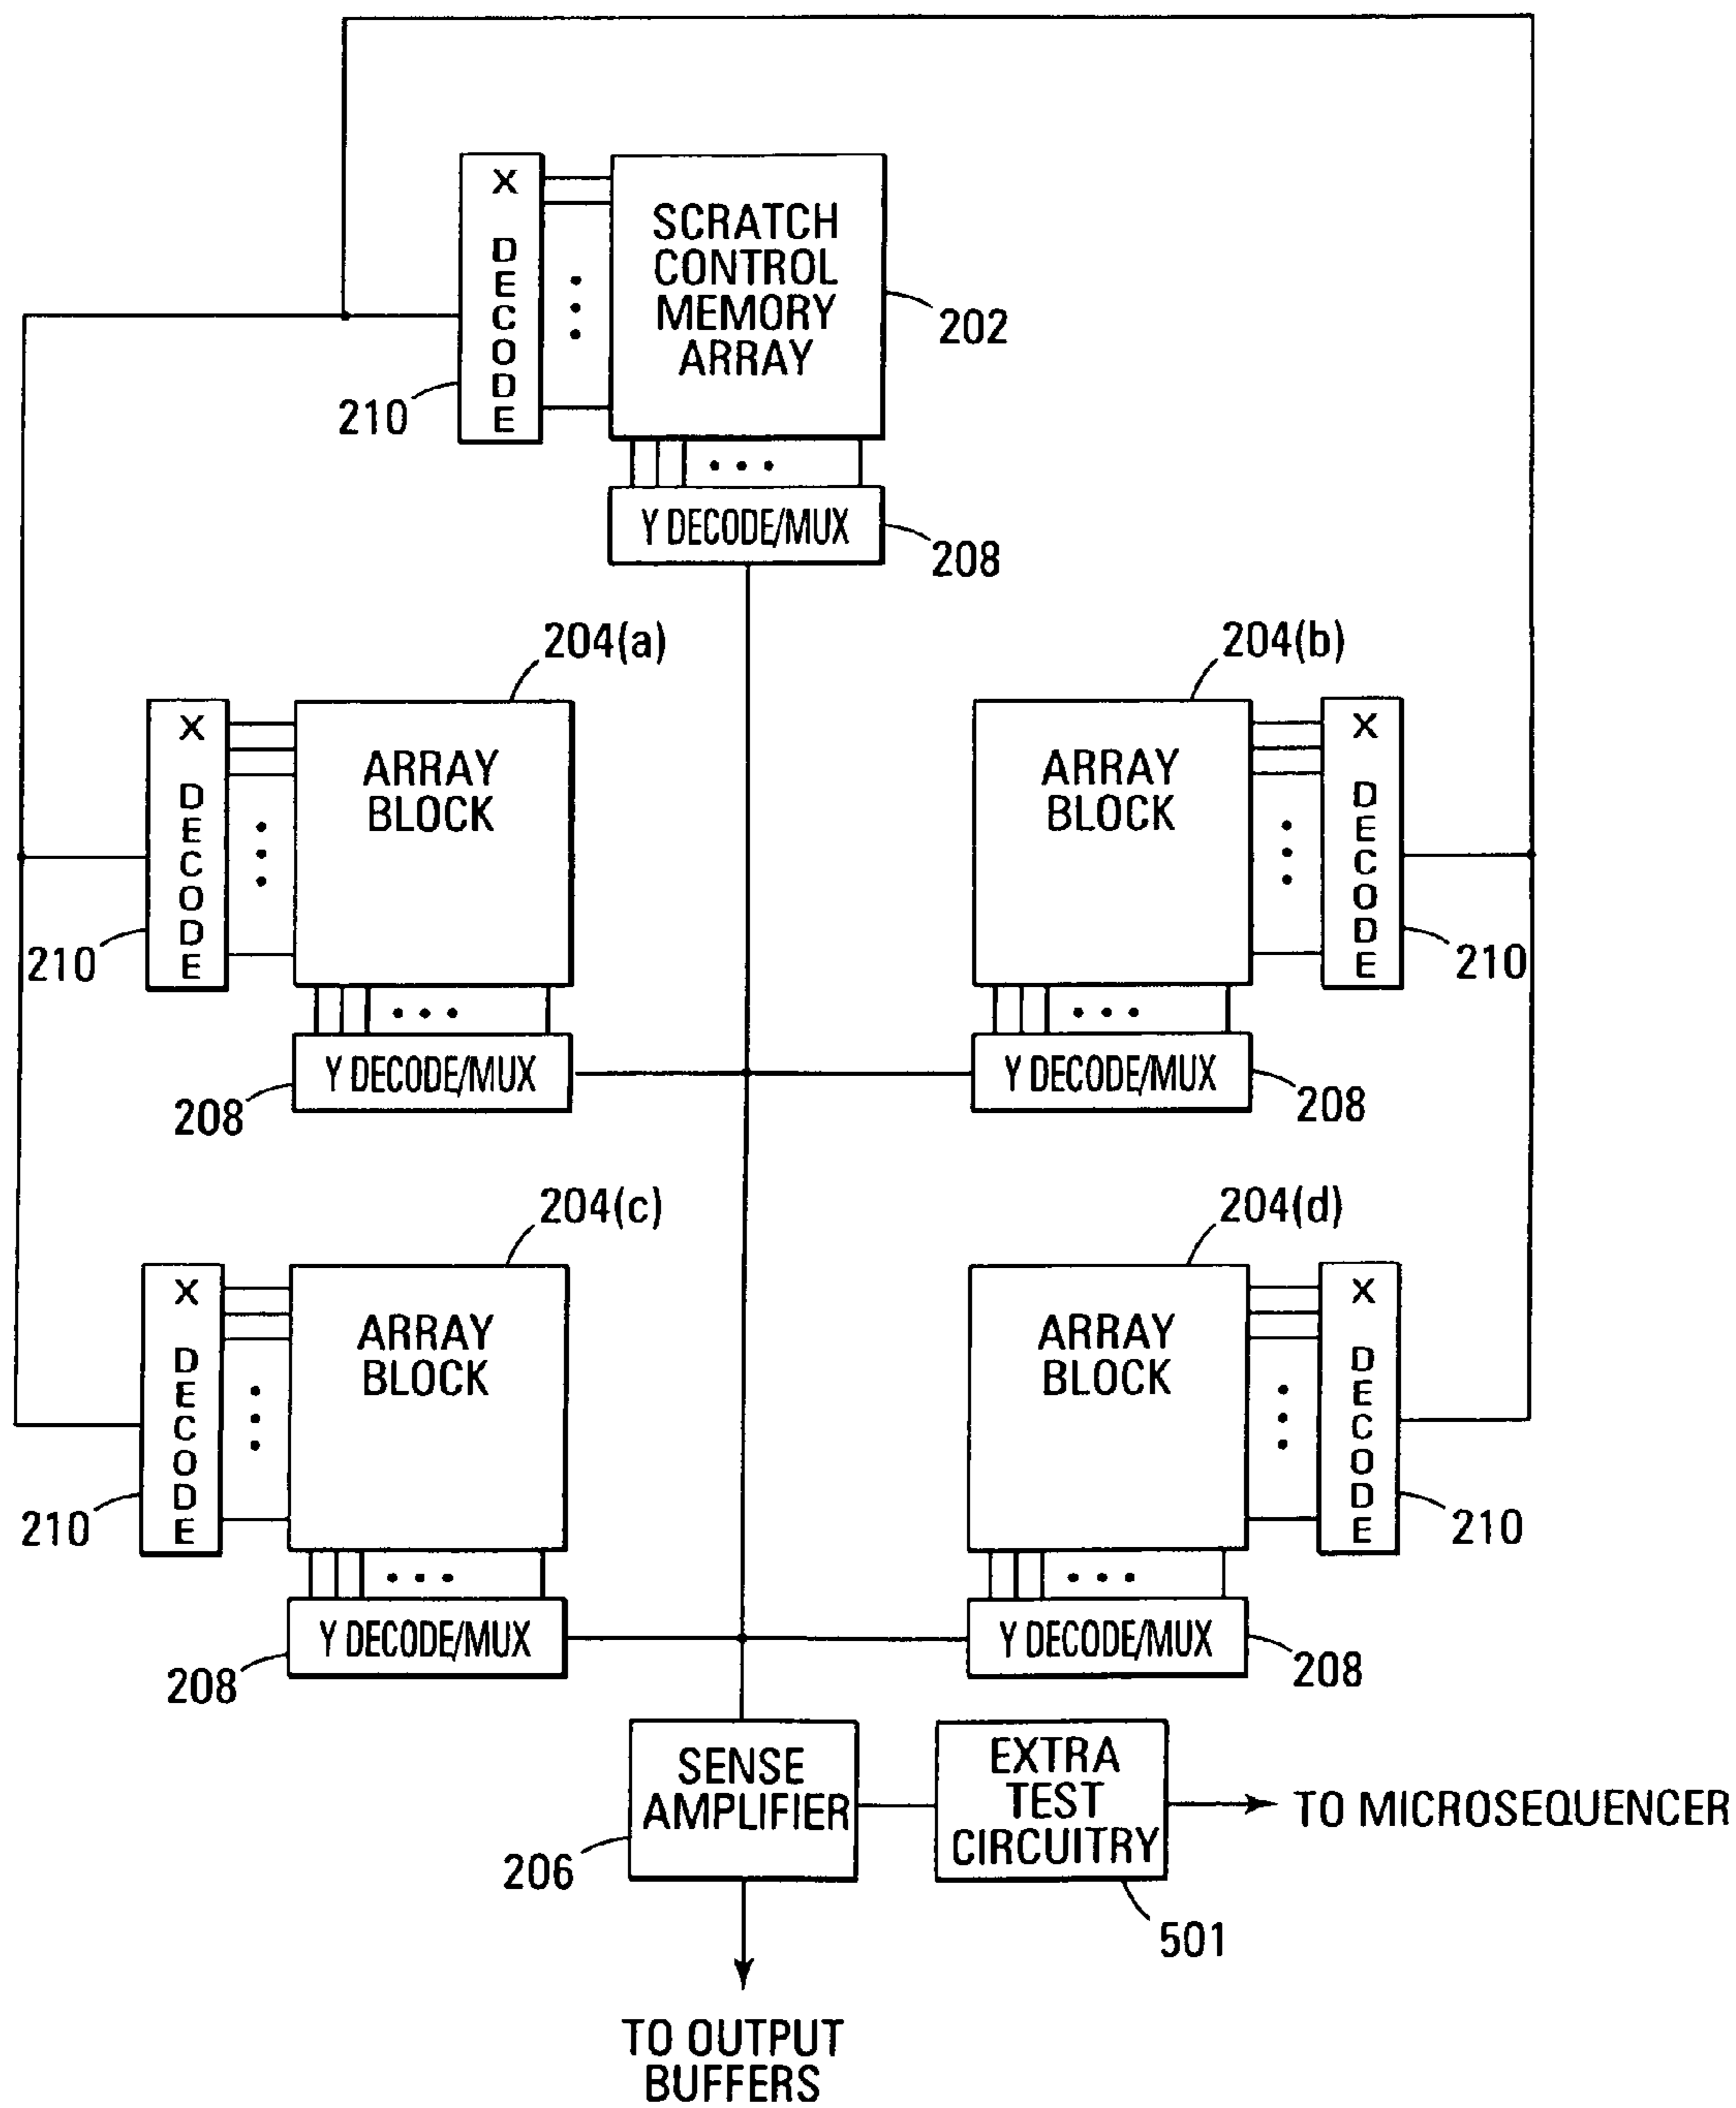 X DECODE
SCRATCH
CONTROL
MEMORY
ARRAY
202
210
Y DECODE/MUX
208
204(a)
X DECODE
ARRAY
BLOCK
210
Y DECODE/MUX
208
204(b)
ARRAY
BLOCK
X DECODE
210
Y DECODE/MUX
208
204(c)
X DECODE
ARRAY
BLOCK
210
Y DECODE/MUX
208
204(d)
ARRAY
BLOCK
X DECODE
210
Y DECODE/MUX
208
SENSE
AMPLIFIER
206
EXTRA
TEST
CIRCUITRY
501
TO MICROSEQUENCER
TO OUTPUT
BUFFERS